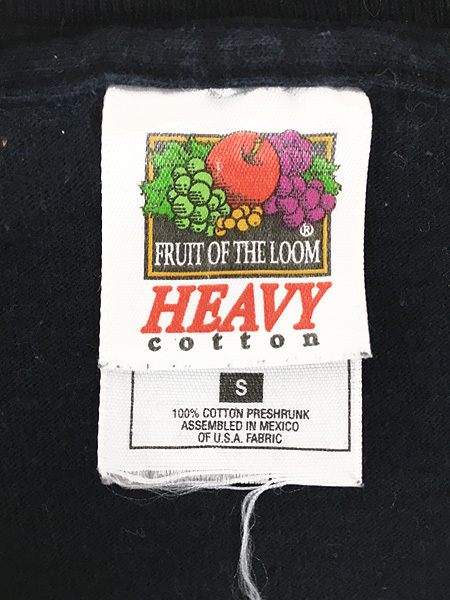 ®
FRUIT OF THE LOOM
HEAVY
cotton
S
100% COTTON PRESHRUNK
ASSEMBLED IN MEXICO
OF U.S.A. FABRIC